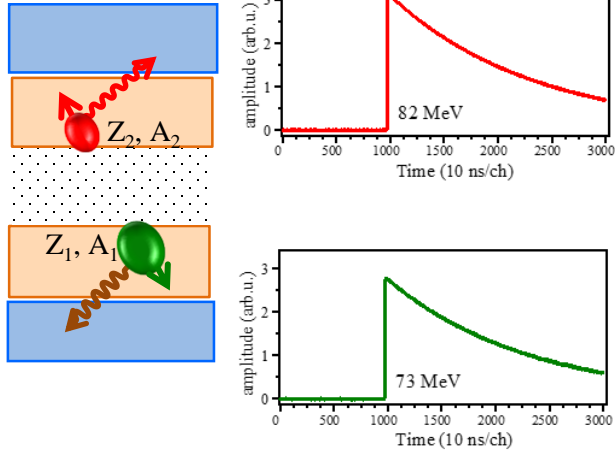 Z2, A2
Z1, A1
amplitude (arb.u.)
3
2
1
0
82 MeV
0 500 1000 1500 2000 2500 3000
Time (10 ns/ch)
amplitude (arb.u.)
3
2
1
0
73 MeV
0 500 1000 1500 2000 2500 3000
Time (10 ns/ch)